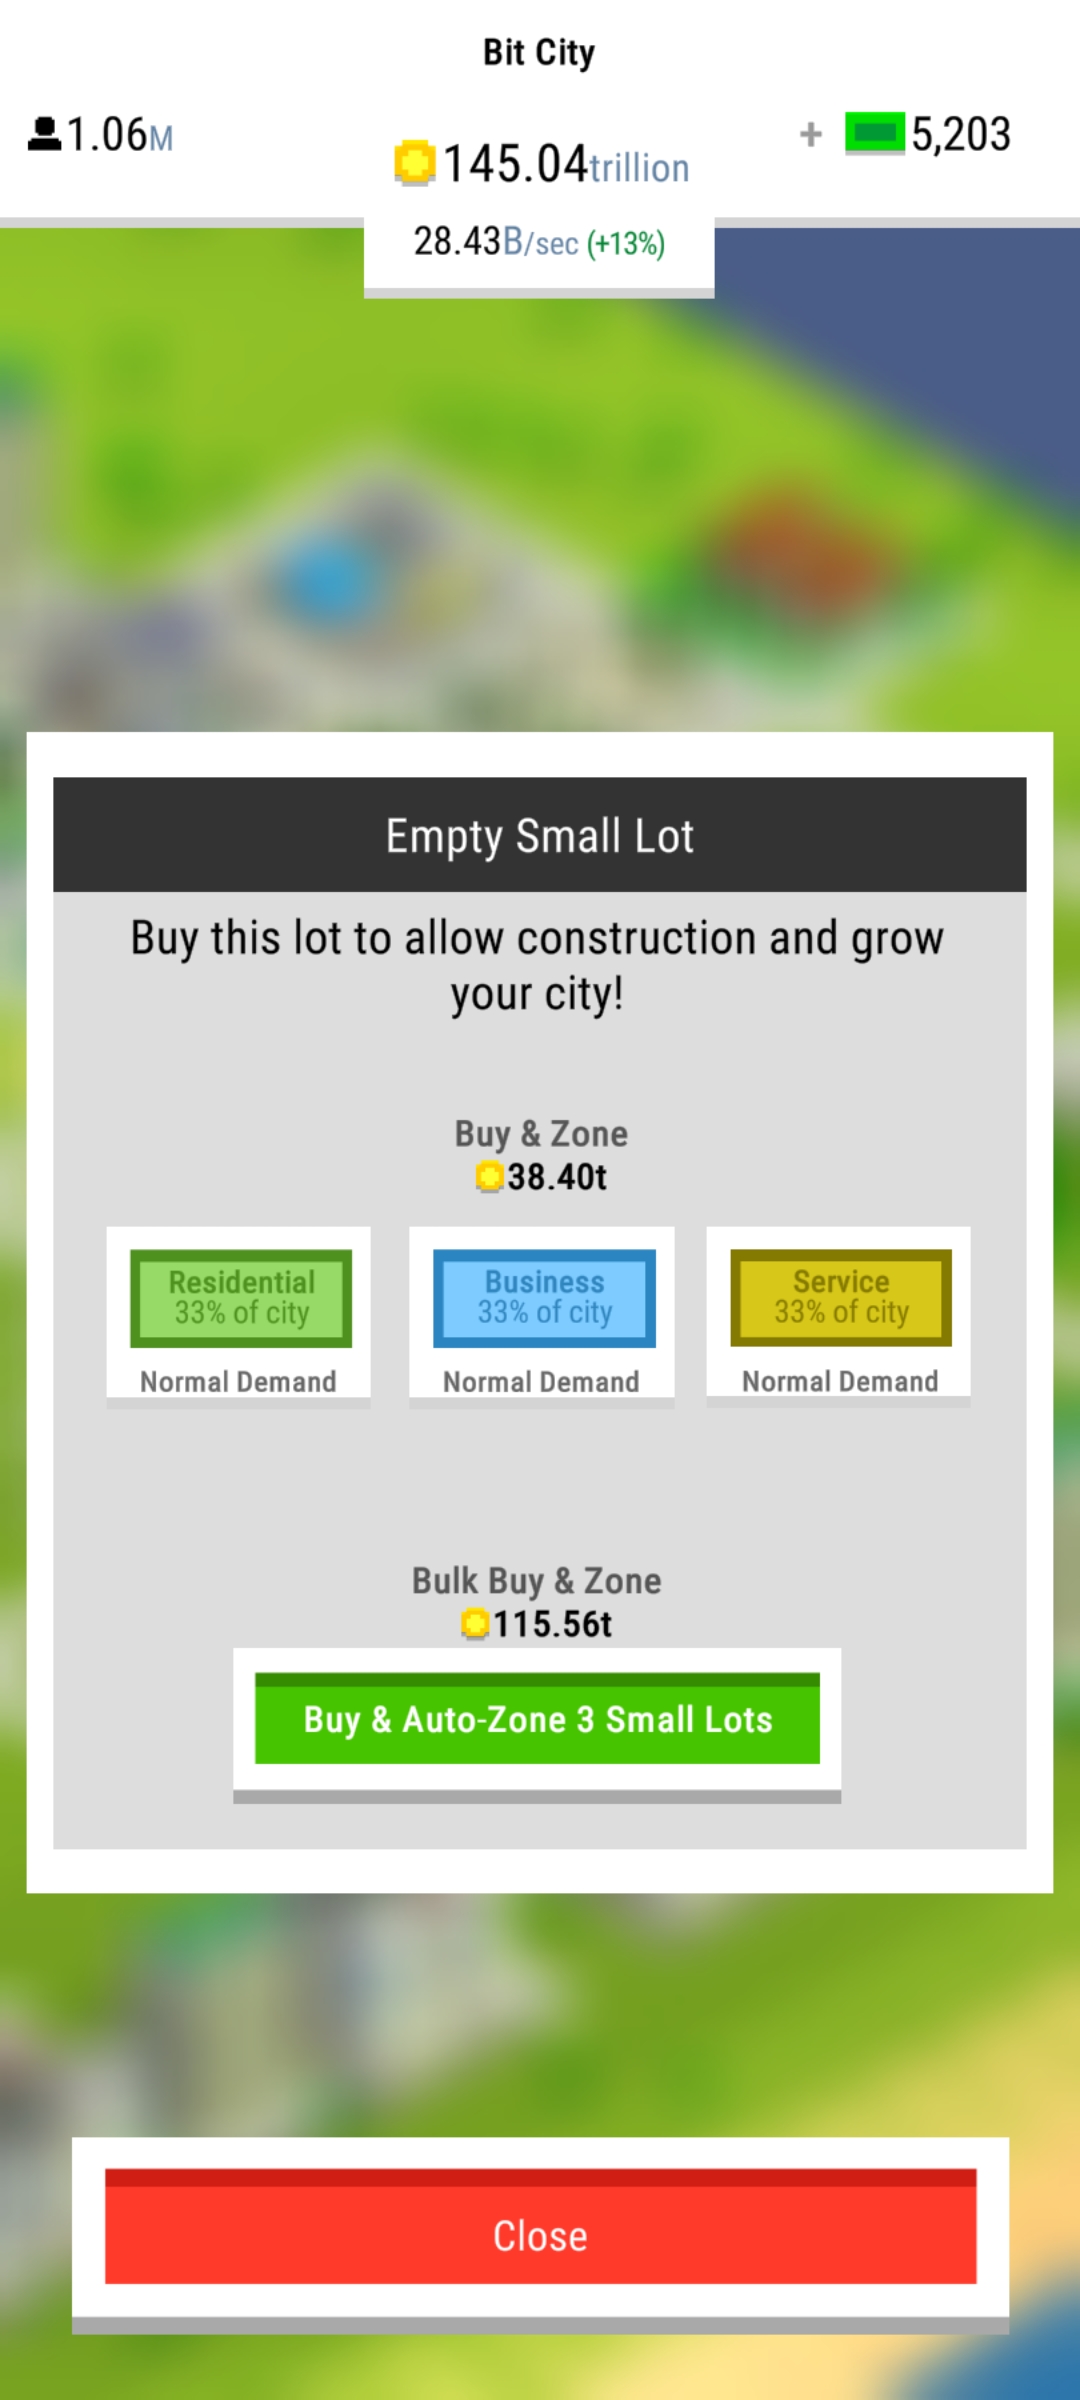 Bit City
1.06M
145.04trillion
+ 5,203
28.43B/sec (+13%)
Empty Small Lot
Buy this lot to allow construction and grow
your city!
Buy & Zone
38.40t
Residential
33% of city
Normal Demand
Business
33% of city
Normal Demand
Service
33% of city
Normal Demand
Bulk Buy & Zone
115.56t
Buy & Auto-Zone 3 Small Lots
Close